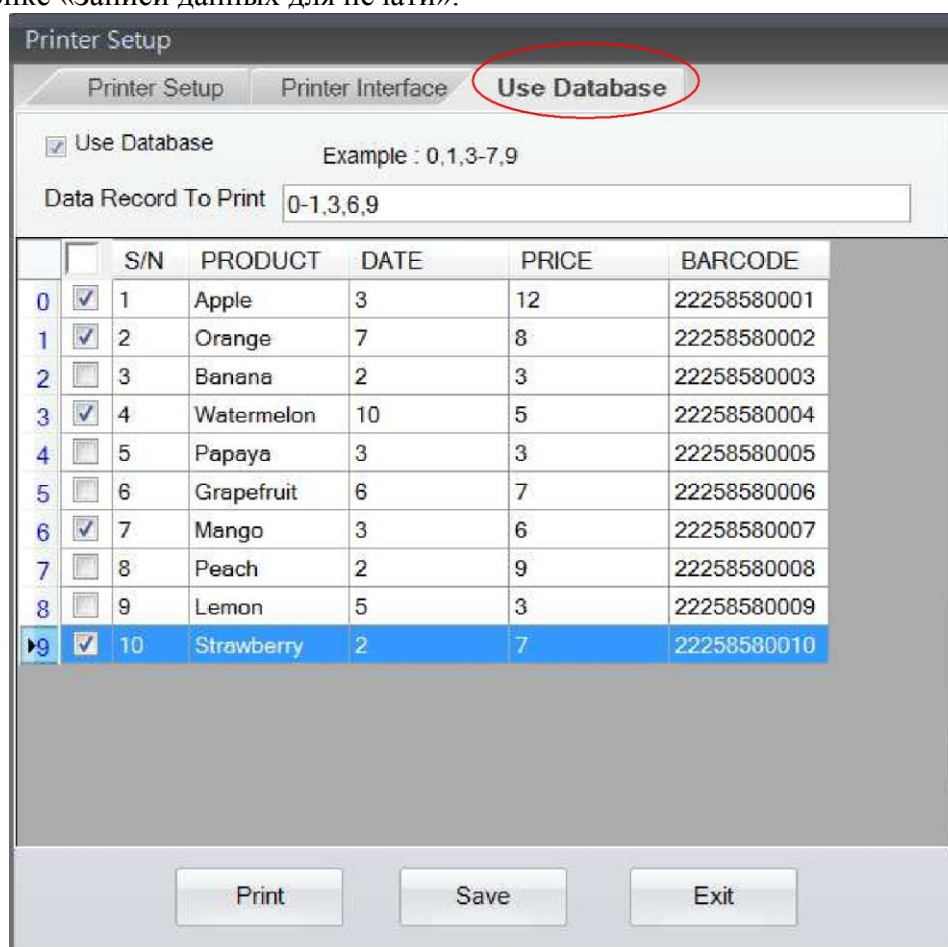 «Записи данных для печати».
Printer Setup
Printer Setup Printer Interface Use Database
Use Database Example : 0,1,3-7,9
Data Record To Print 0-1,3,6,9
S/N PRODUCT DATE PRICE BARCODE
0 1 Apple 3 12 22258580001
1 2 Orange 7 8 22258580002
2 3 Banana 2 3 22258580003
3 4 Watermelon 10 5 22258580004
4 5 Papaya 3 3 22258580005
5 6 Grapefruit 6 7 22258580006
6 7 Mango 3 6 22258580007
7 8 Peach 2 9 22258580008
8 9 Lemon 5 3 22258580009
9 10 Strawberry 2 7 22258580010
Print Save Exit